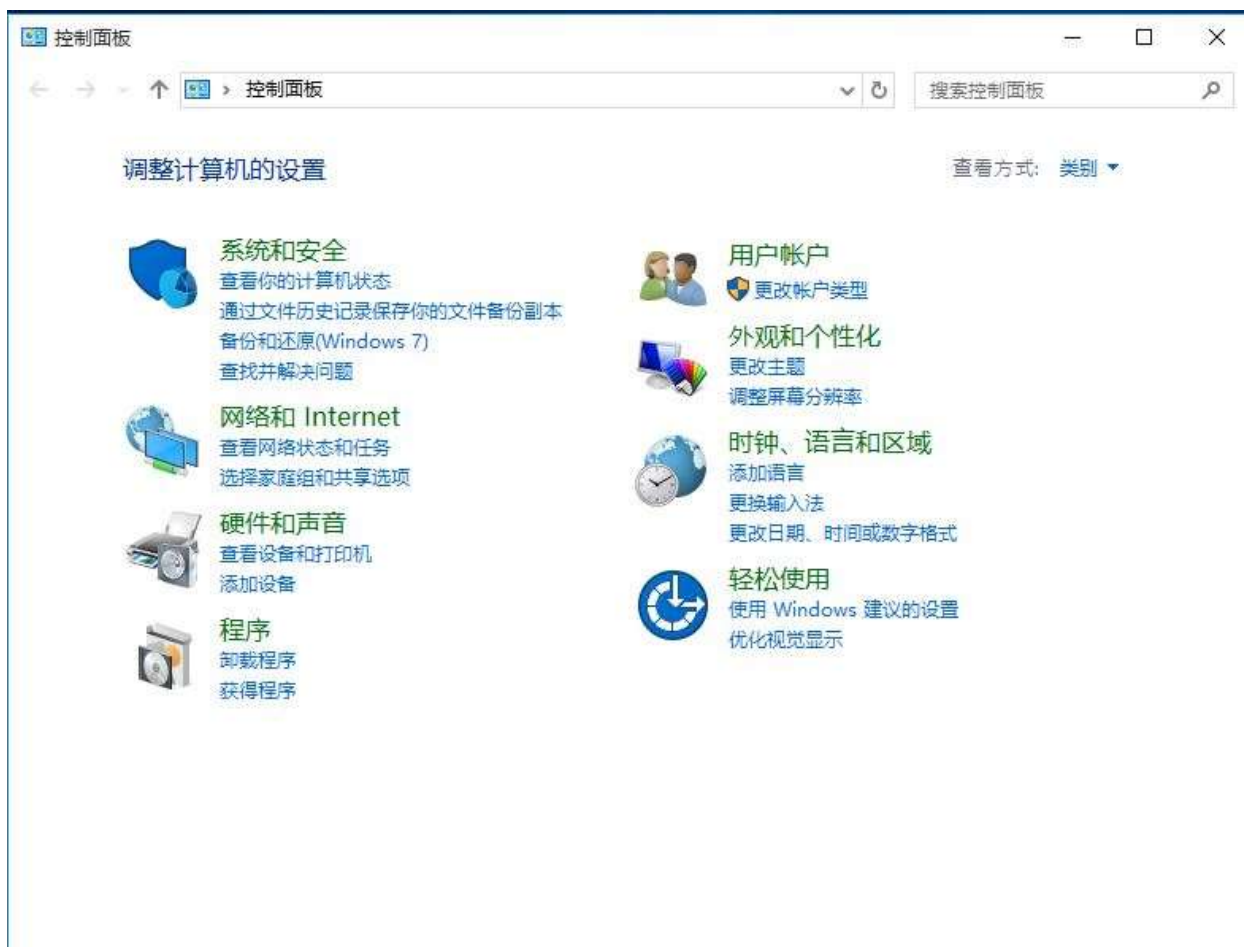 控制面板
控制面板
搜索控制面板
调整计算机的设置
查看方式: 类别
系统和安全
查看你的计算机状态
通过文件历史记录保存你的文件备份副本
备份和还原(Windows 7)
查找并解决问题
网络和 Internet
查看网络状态和任务
选择家庭组和共享选项
硬件和声音
查看设备和打印机
添加设备
程序
卸载程序
获得程序
用户帐户
更改帐户类型
外观和个性化
更改主题
调整屏幕分辨率
时钟、语言和区域
添加语言
更换输入法
更改日期、时间或数字格式
轻松使用
使用 Windows 建议的设置
优化视觉显示